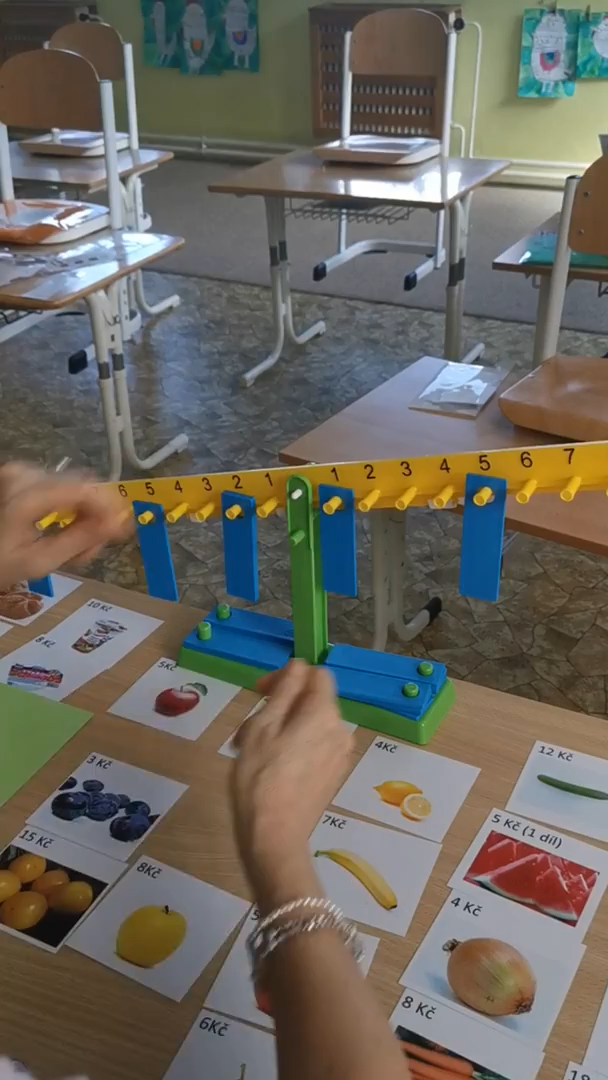 6 5 4 3 2 1 1 2 3 4 5 6 7
10 Kč
8 Kč
5Kč
3 Kč
4Kč
12 Kč
15 Kč
8Kč
7Kč
5 Kč (1 díl)
4 Kč
6Kč
8 Kč